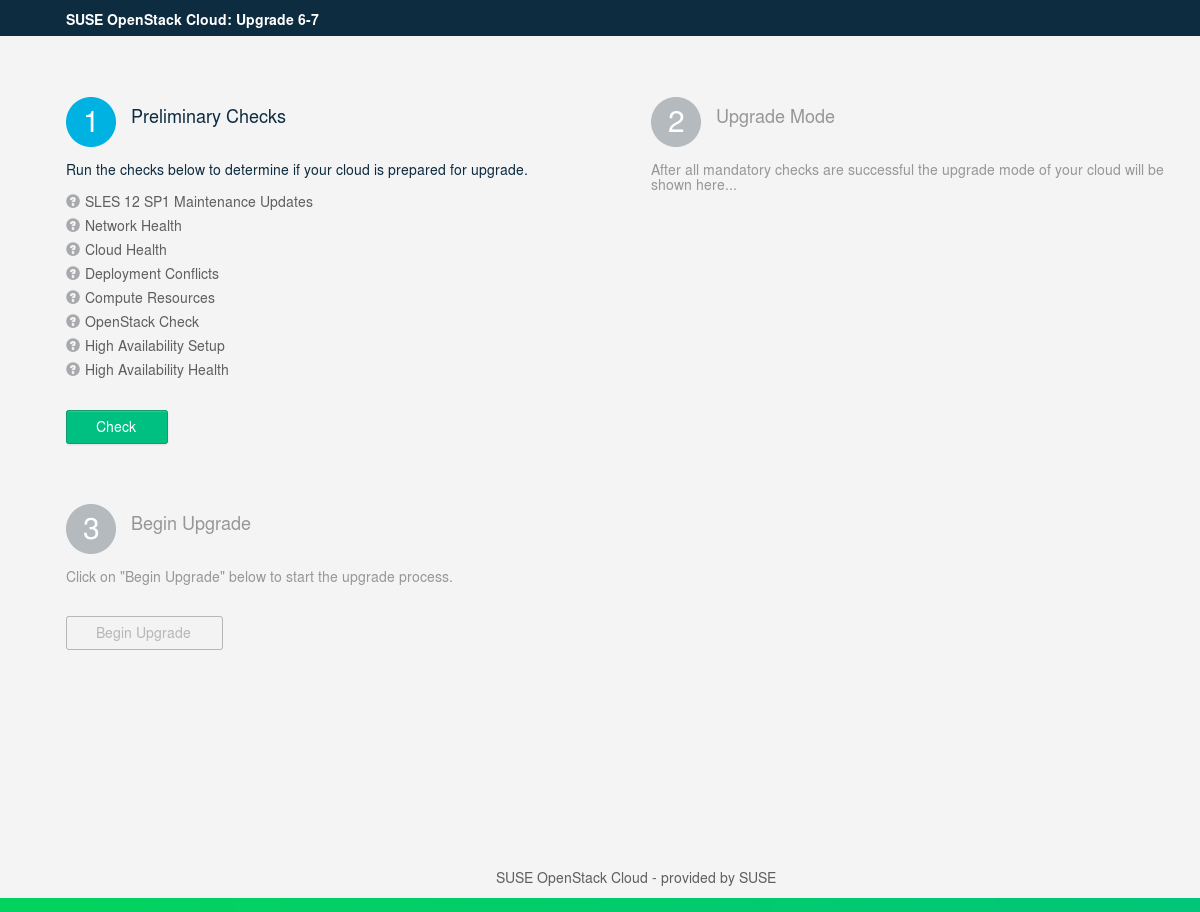 SUSE OpenStack Cloud: Upgrade 6-7
1
Preliminary Checks
Run the checks below to determine if your cloud is prepared for upgrade.
? SLES 12 SP1 Maintenance Updates
? Network Health
? Cloud Health
? Deployment Conflicts
? Compute Resources
? OpenStack Check
? High Availability Setup
? High Availability Health
Check
2
Upgrade Mode
After all mandatory checks are successful the upgrade mode of your cloud will be
shown here...
3
Begin Upgrade
Click on "Begin Upgrade" below to start the upgrade process.
Begin Upgrade
SUSE OpenStack Cloud - provided by SUSE